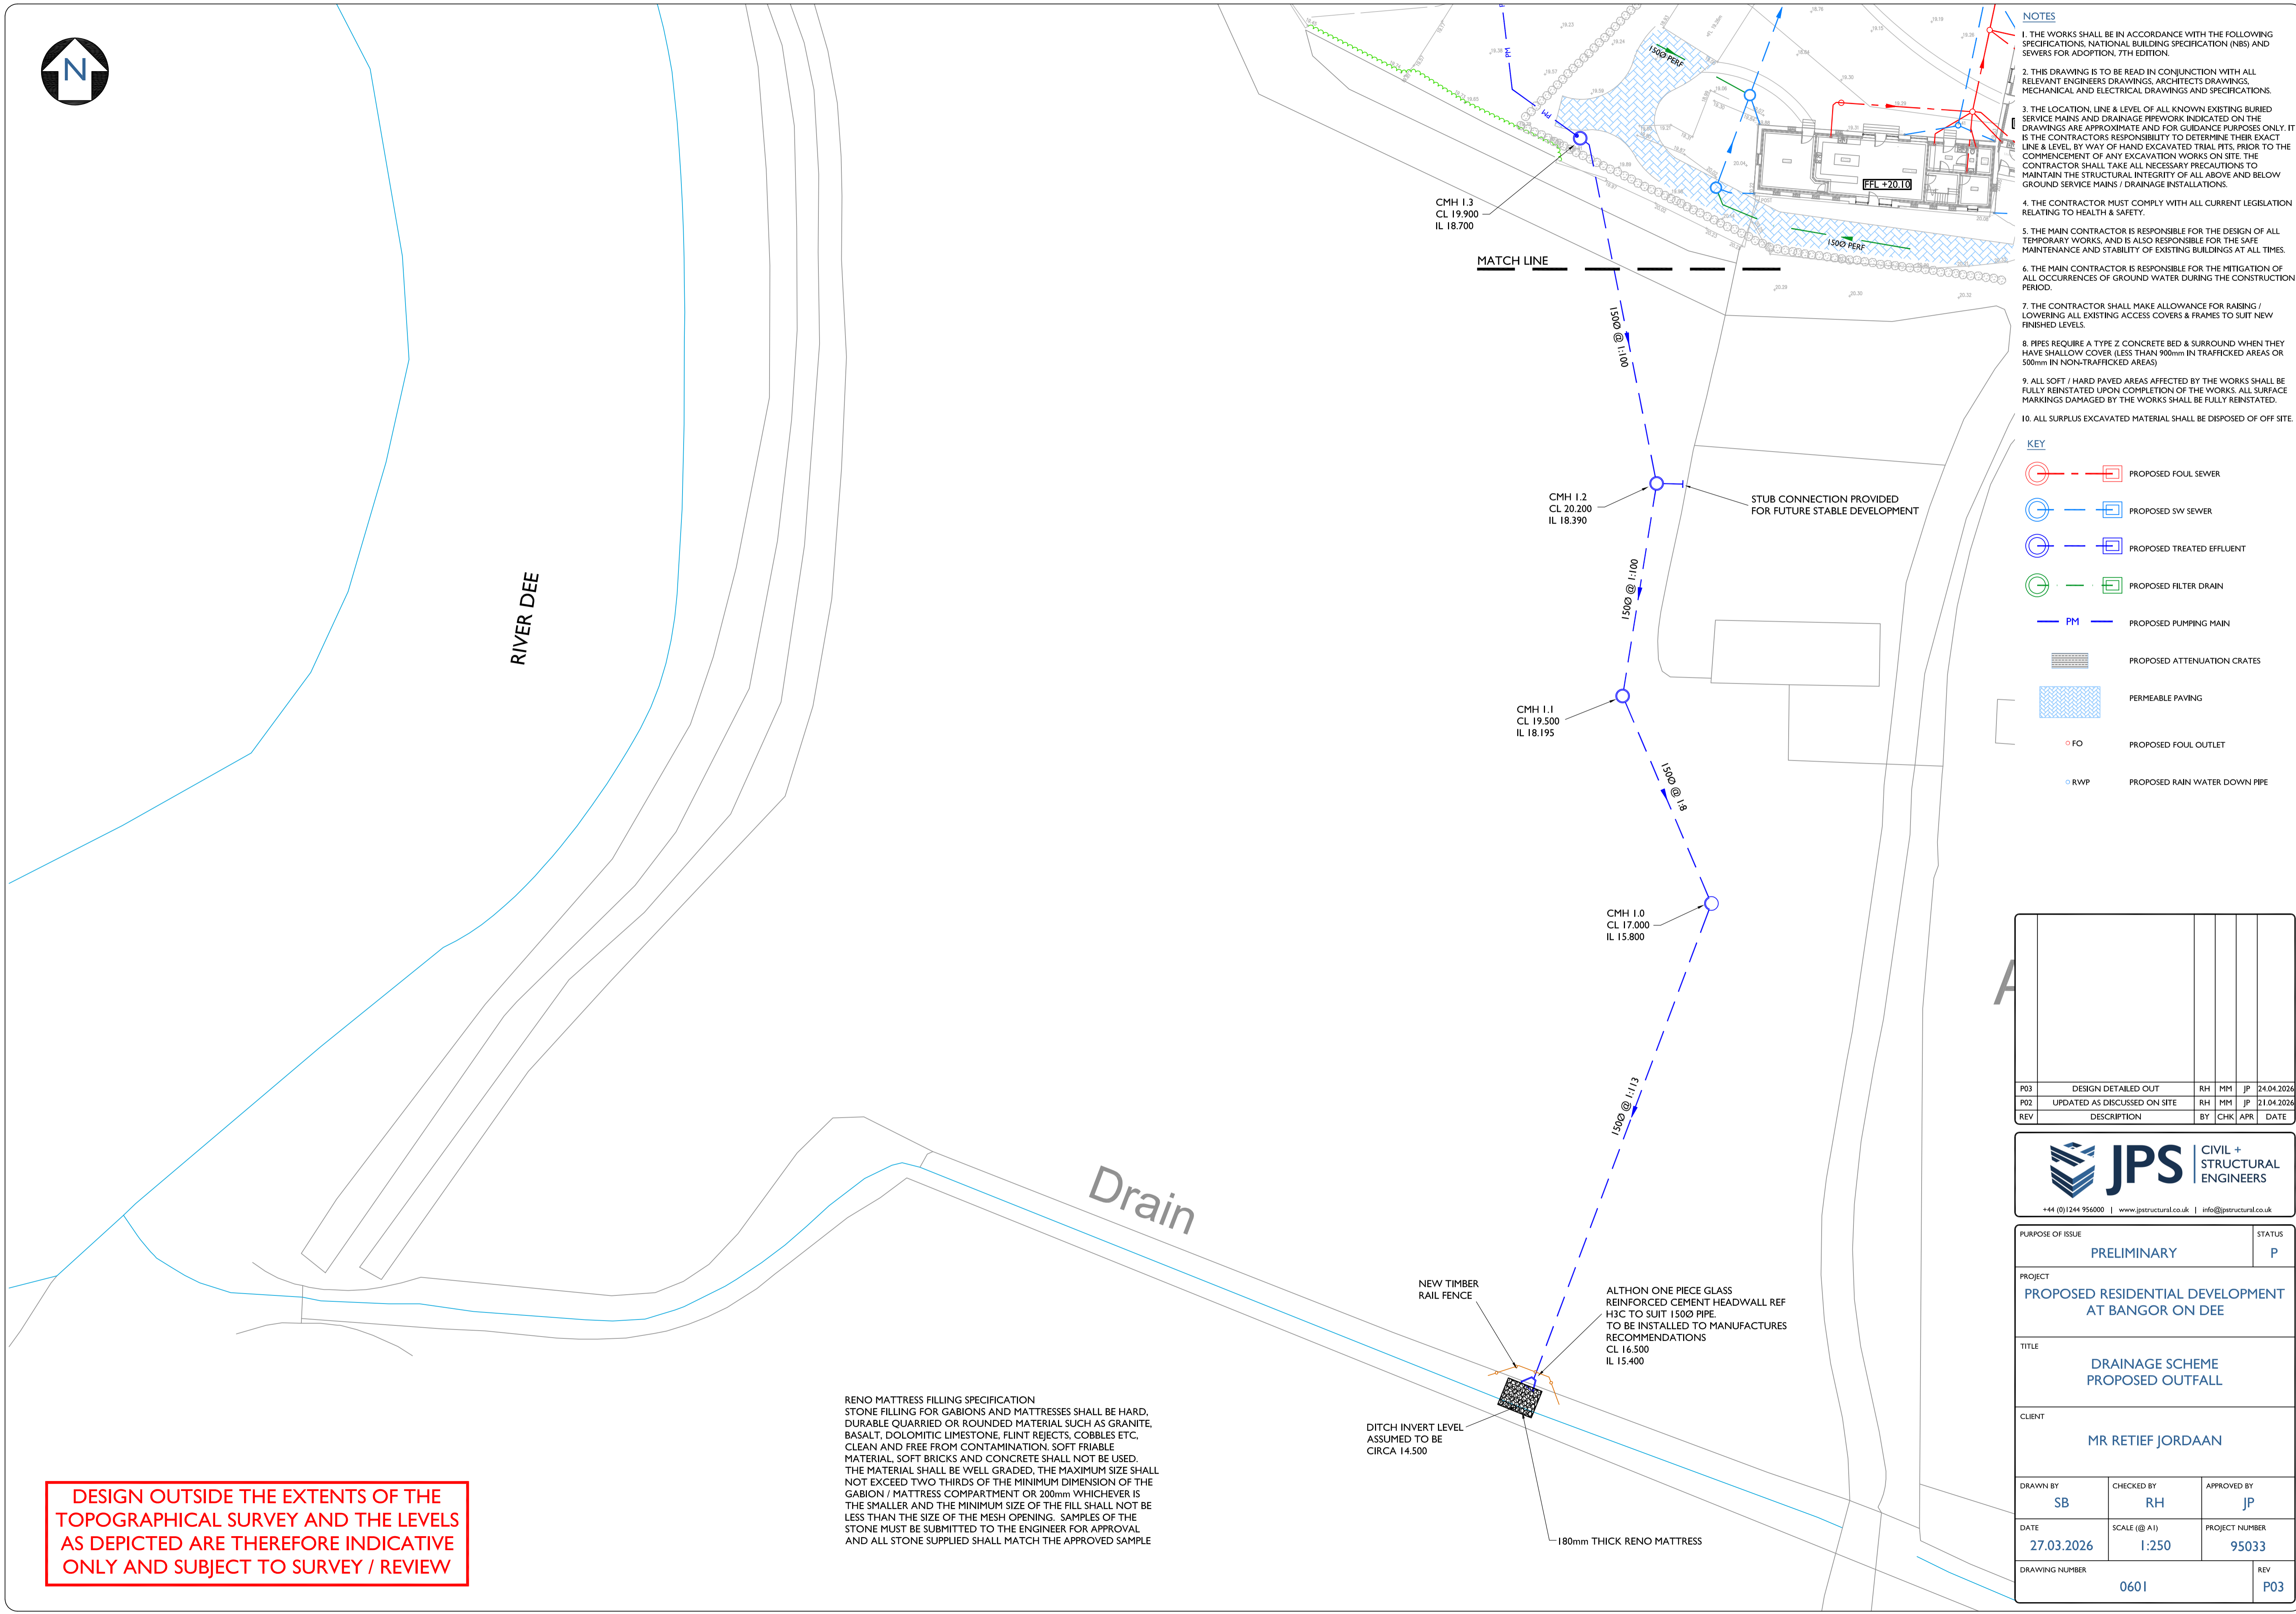 N
RIVER DEE
150Ø PERF
PM
PM
FFL +20.10
150Ø PERF
CMH 1.3
CL 19.900
IL 18.700
MATCH LINE
150Ø @ 1:100
CMH 1.2
CL 20.200
IL 18.390
STUB CONNECTION PROVIDED
FOR FUTURE STABLE DEVELOPMENT
150Ø @ 1:100
CMH 1.1
CL 19.500
IL 18.195
150Ø @ 1:8
CMH 1.0
CL 17.000
IL 15.800
150Ø @ 1:113
Drain
NEW TIMBER
RAIL FENCE
ALTHON ONE PIECE GLASS
REINFORCED CEMENT HEADWALL REF
H3C TO SUIT 150Ø PIPE.
TO BE INSTALLED TO MANUFACTURES
RECOMMENDATIONS
CL 16.500
IL 15.400
DITCH INVERT LEVEL
ASSUMED TO BE
CIRCA 14.500
180mm THICK RENO MATTRESS
RENO MATTRESS FILLING SPECIFICATION
STONE FILLING FOR GABIONS AND MATTRESSES SHALL BE HARD,
DURABLE QUARRIED OR ROUNDED MATERIAL SUCH AS GRANITE,
BASALT, DOLOMITIC LIMESTONE, FLINT REJECTS, COBBLES ETC,
CLEAN AND FREE FROM CONTAMINATION. SOFT FRIABLE
MATERIAL, SOFT BRICKS AND CONCRETE SHALL NOT BE USED.
THE MATERIAL SHALL BE WELL GRADED, THE MAXIMUM SIZE SHALL
NOT EXCEED TWO THIRDS OF THE MINIMUM DIMENSION OF THE
GABION / MATTRESS COMPARTMENT OR 200mm WHICHEVER IS
THE SMALLER AND THE MINIMUM SIZE OF THE FILL SHALL NOT BE
LESS THAN THE SIZE OF THE MESH OPENING. SAMPLES OF THE
STONE MUST BE SUBMITTED TO THE ENGINEER FOR APPROVAL
AND ALL STONE SUPPLIED SHALL MATCH THE APPROVED SAMPLE
DESIGN OUTSIDE THE EXTENTS OF THE
TOPOGRAPHICAL SURVEY AND THE LEVELS
AS DEPICTED ARE THEREFORE INDICATIVE
ONLY AND SUBJECT TO SURVEY / REVIEW
NOTES
1. THE WORKS SHALL BE IN ACCORDANCE WITH THE FOLLOWING
SPECIFICATIONS, NATIONAL BUILDING SPECIFICATION (NBS) AND
SEWERS FOR ADOPTION, 7TH EDITION.
2. THIS DRAWING IS TO BE READ IN CONJUNCTION WITH ALL
RELEVANT ENGINEERS DRAWINGS, ARCHITECTS DRAWINGS,
MECHANICAL AND ELECTRICAL DRAWINGS AND SPECIFICATIONS.
3. THE LOCATION, LINE & LEVEL OF ALL KNOWN EXISTING BURIED
SERVICE MAINS AND DRAINAGE PIPEWORK INDICATED ON THE
DRAWINGS ARE APPROXIMATE AND FOR GUIDANCE PURPOSES ONLY. IT
IS THE CONTRACTORS RESPONSIBILITY TO DETERMINE THEIR EXACT
LINE & LEVEL, BY WAY OF HAND EXCAVATED TRIAL PITS, PRIOR TO THE
COMMENCEMENT OF ANY EXCAVATION WORKS ON SITE. THE
CONTRACTOR SHALL TAKE ALL NECESSARY PRECAUTIONS TO
MAINTAIN THE STRUCTURAL INTEGRITY OF ALL ABOVE AND BELOW
GROUND SERVICE MAINS / DRAINAGE INSTALLATIONS.
4. THE CONTRACTOR MUST COMPLY WITH ALL CURRENT LEGISLATION
RELATING TO HEALTH & SAFETY.
5. THE MAIN CONTRACTOR IS RESPONSIBLE FOR THE DESIGN OF ALL
TEMPORARY WORKS, AND IS ALSO RESPONSIBLE FOR THE SAFE
MAINTENANCE AND STABILITY OF EXISTING BUILDINGS AT ALL TIMES.
6. THE MAIN CONTRACTOR IS RESPONSIBLE FOR THE MITIGATION OF
ALL OCCURRENCES OF GROUND WATER DURING THE CONSTRUCTION
PERIOD.
7. THE CONTRACTOR SHALL MAKE ALLOWANCE FOR RAISING /
LOWERING ALL EXISTING ACCESS COVERS & FRAMES TO SUIT NEW
FINISHED LEVELS.
8. PIPES REQUIRE A TYPE Z CONCRETE BED & SURROUND WHEN THEY
HAVE SHALLOW COVER (LESS THAN 900mm IN TRAFFICKED AREAS OR
500mm IN NON-TRAFFICKED AREAS)
9. ALL SOFT / HARD PAVED AREAS AFFECTED BY THE WORKS SHALL BE
FULLY REINSTATED UPON COMPLETION OF THE WORKS. ALL SURFACE
MARKINGS DAMAGED BY THE WORKS SHALL BE FULLY REINSTATED.
10. ALL SURPLUS EXCAVATED MATERIAL SHALL BE DISPOSED OF OFF SITE.
KEY
PROPOSED FOUL SEWER
PROPOSED SW SEWER
PROPOSED TREATED EFFLUENT
PROPOSED FILTER DRAIN
PM PROPOSED PUMPING MAIN
PROPOSED ATTENUATION CRATES
PERMEABLE PAVING
FO PROPOSED FOUL OUTLET
RWP PROPOSED RAIN WATER DOWN PIPE
P03 DESIGN DETAILED OUT RH MM JP 24.04.2026
P02 UPDATED AS DISCUSSED ON SITE RH MM JP 21.04.2026
REV DESCRIPTION BY CHK APR DATE
JPS
CIVIL +
STRUCTURAL
ENGINEERS
+44 (0)1244 956000 | www.jpstructural.co.uk | info@jpstructural.co.uk
PURPOSE OF ISSUE STATUS
PRELIMINARY P
PROJECT
PROPOSED RESIDENTIAL DEVELOPMENT
AT BANGOR ON DEE
TITLE
DRAINAGE SCHEME
PROPOSED OUTFALL
CLIENT
MR RETIEF JORDAAN
DRAWN BY CHECKED BY APPROVED BY
SB RH JP
DATE SCALE (@ A1) PROJECT NUMBER
27.03.2026 1:250 95033
DRAWING NUMBER REV
0601 P03